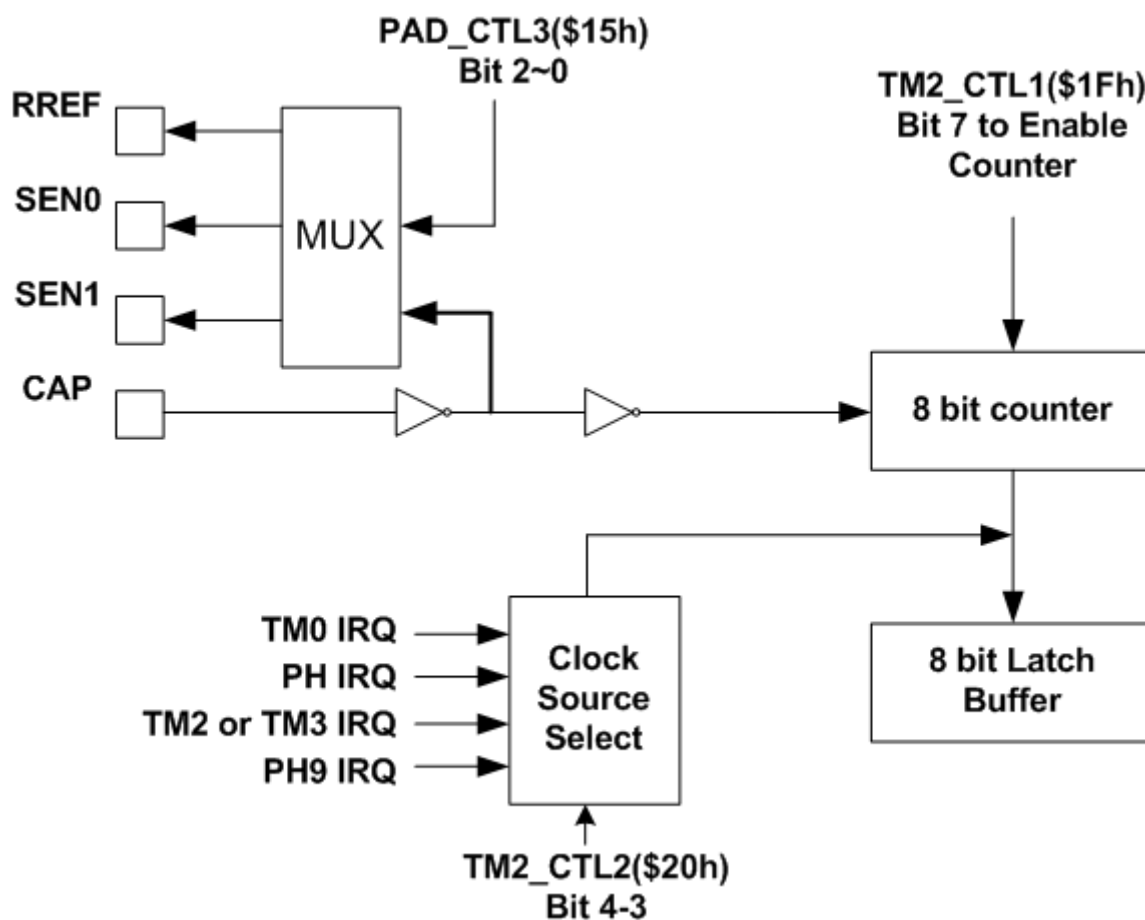 PAD_CTL3($15h)
Bit 2~0
TM2_CTL1($1Fh)
Bit 7 to Enable
Counter
RREF
SEN0
SEN1
CAP
MUX
8 bit counter
TM0 IRQ
PH IRQ
TM2 or TM3 IRQ
PH9 IRQ
Clock
Source
Select
8 bit Latch
Buffer
TM2_CTL2($20h)
Bit 4-3